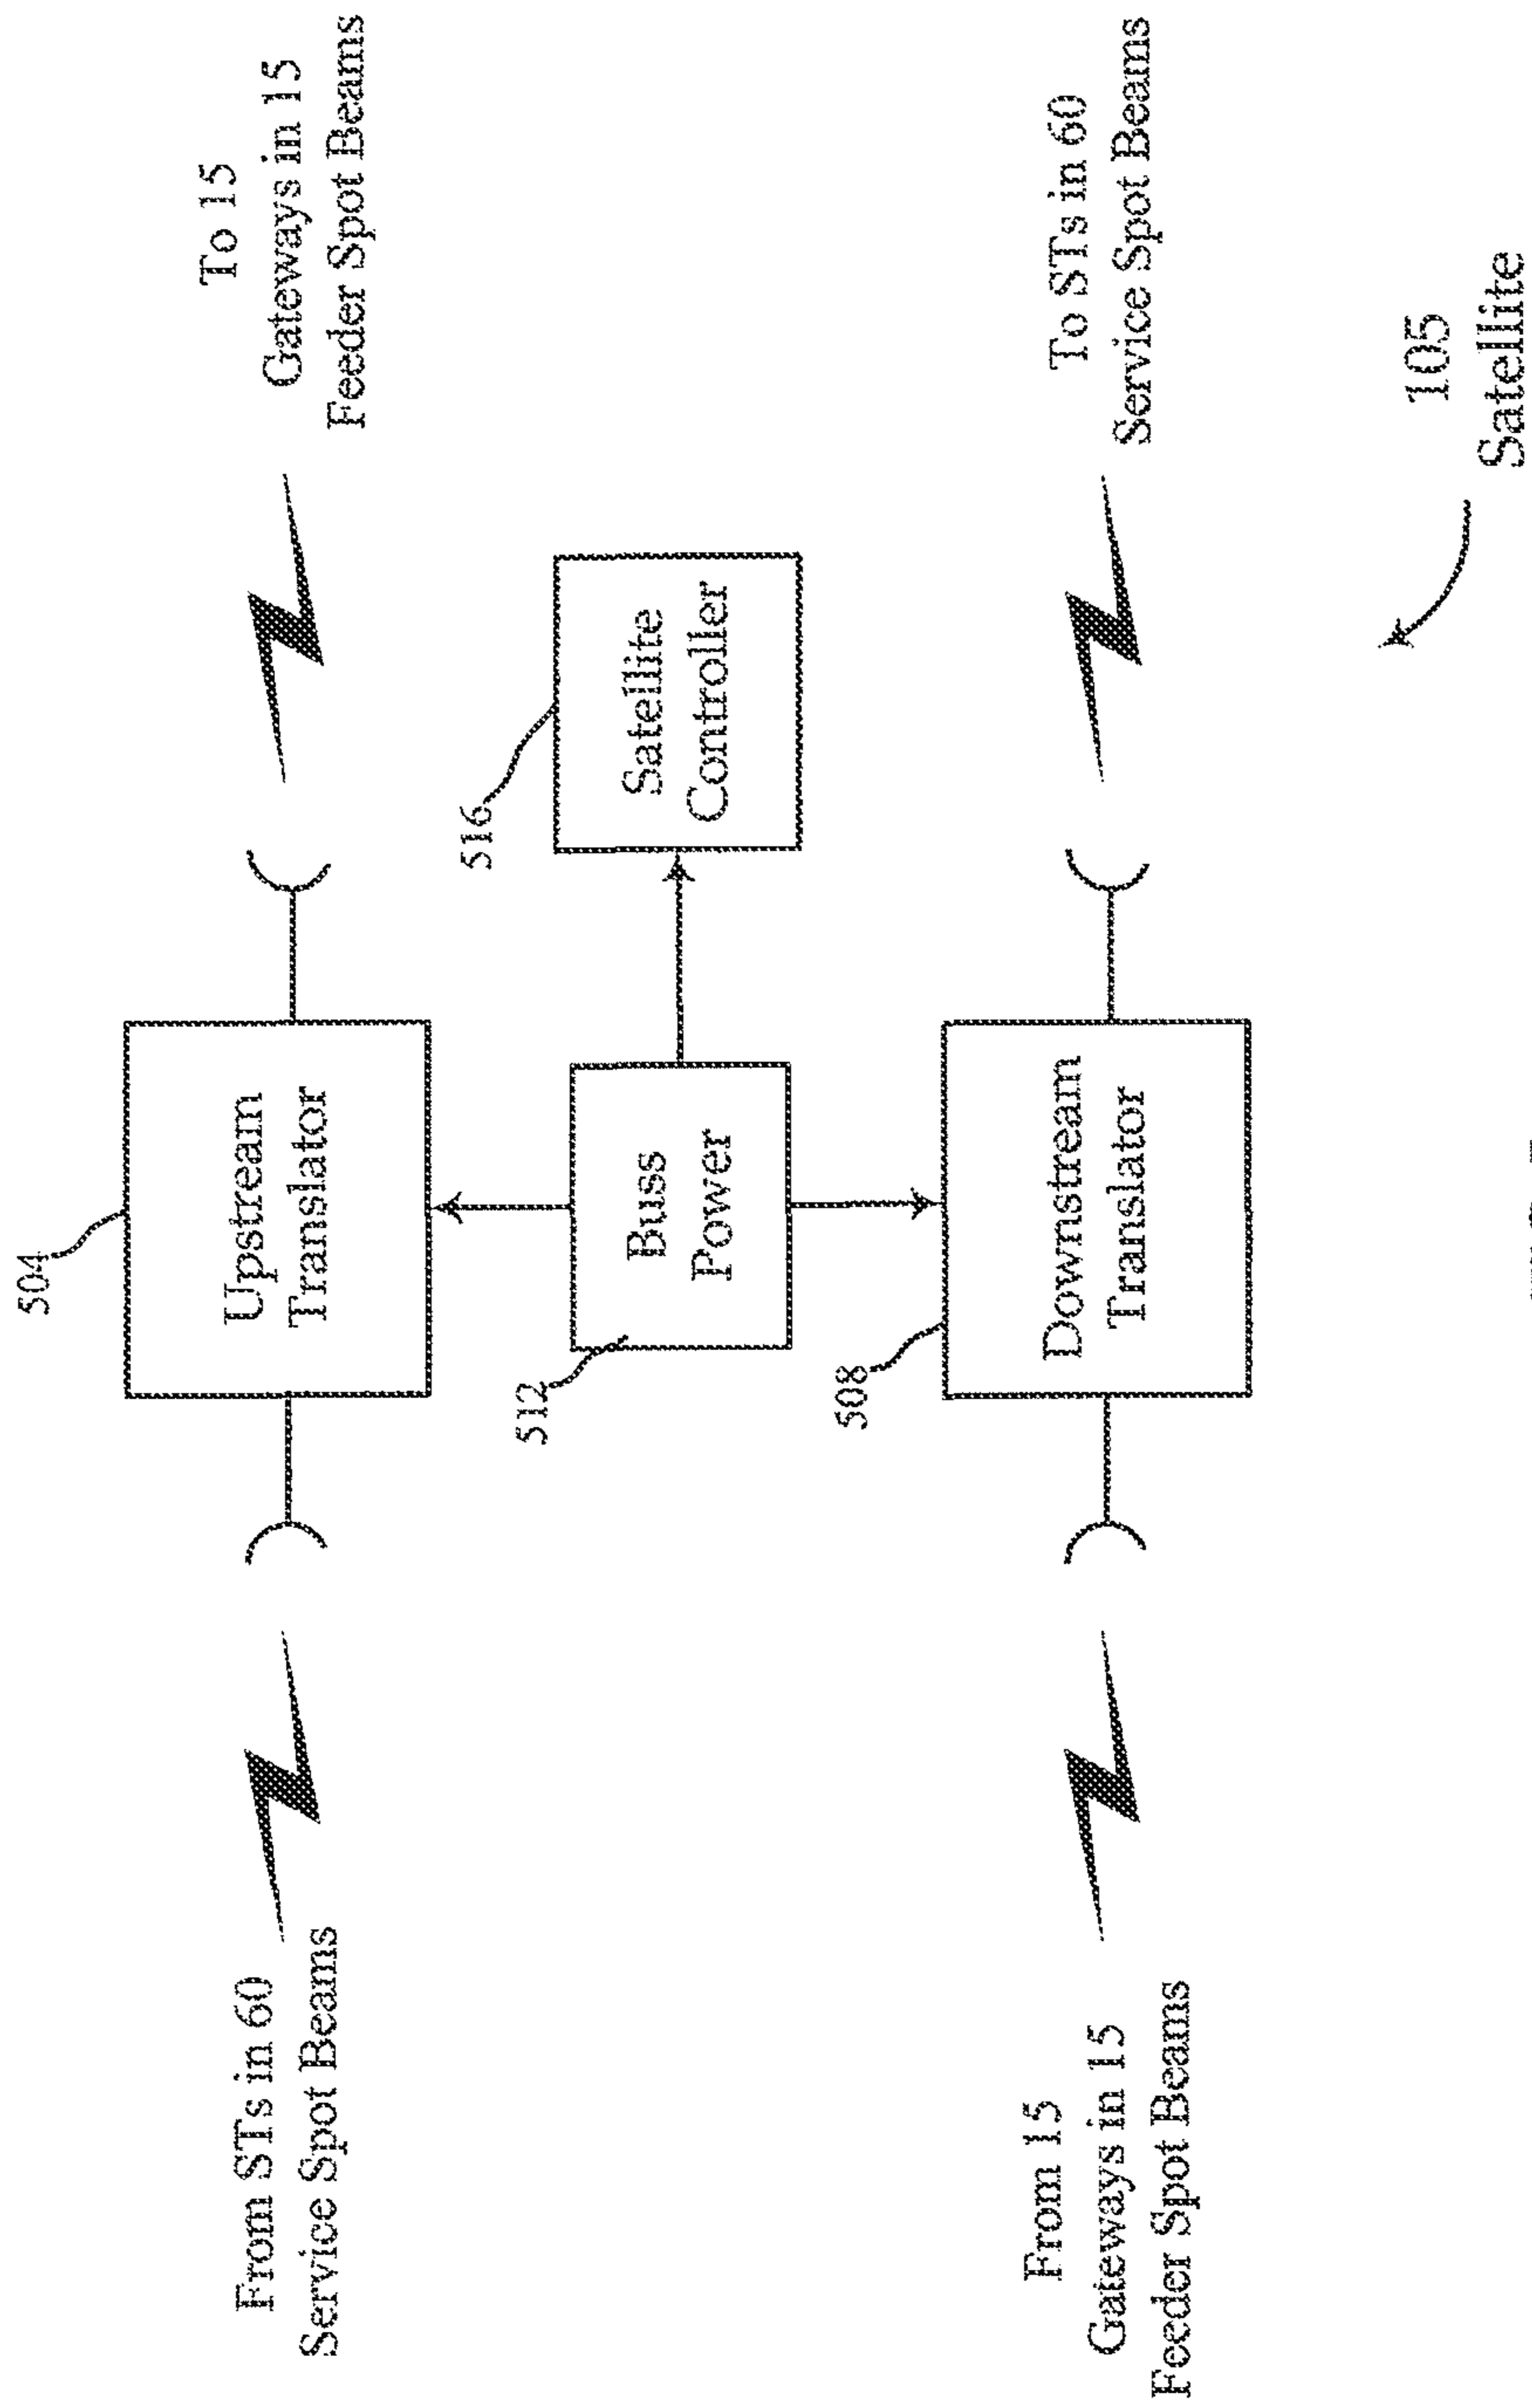 504
Upstream
Translator
From STs in 60
Service Spot Beams
To 15
Gateways in 15
Feeder Spot Beams
512
Buss
Power
516
Satellite
Controller
508
Downstream
Translator
From 15
Gateways in 15
Feeder Spot Beams
To STs in 60
Service Spot Beams
105
Satellite